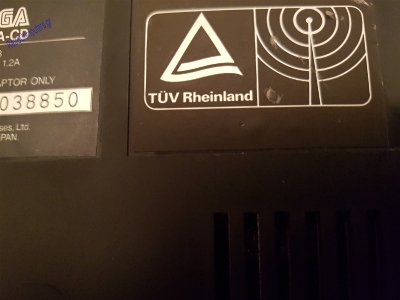 GA
A-CD
1.2A
APTOR ONLY
038850
ses, Ltd.
PAN.
TÜV Rheinland